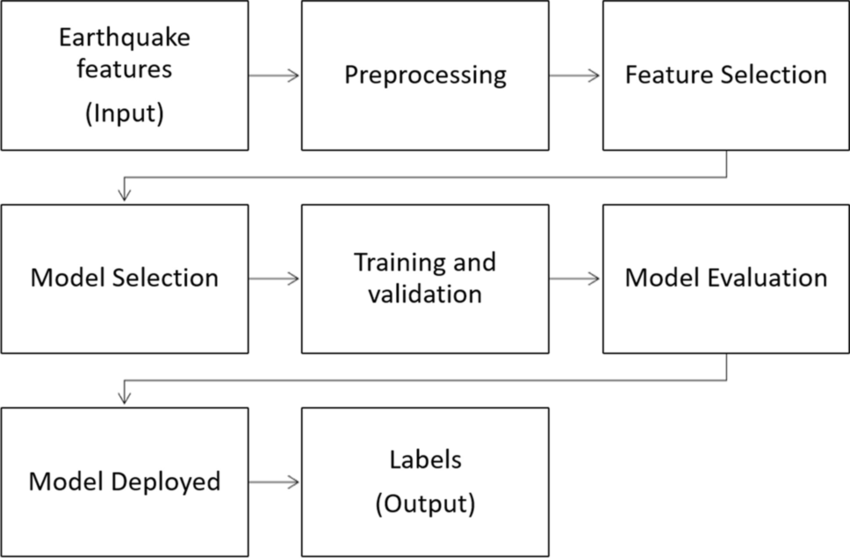 Earthquake
features
(Input)
Preprocessing
Feature Selection
Model Selection
Training and
validation
Model Evaluation
Model Deployed
Labels
(Output)